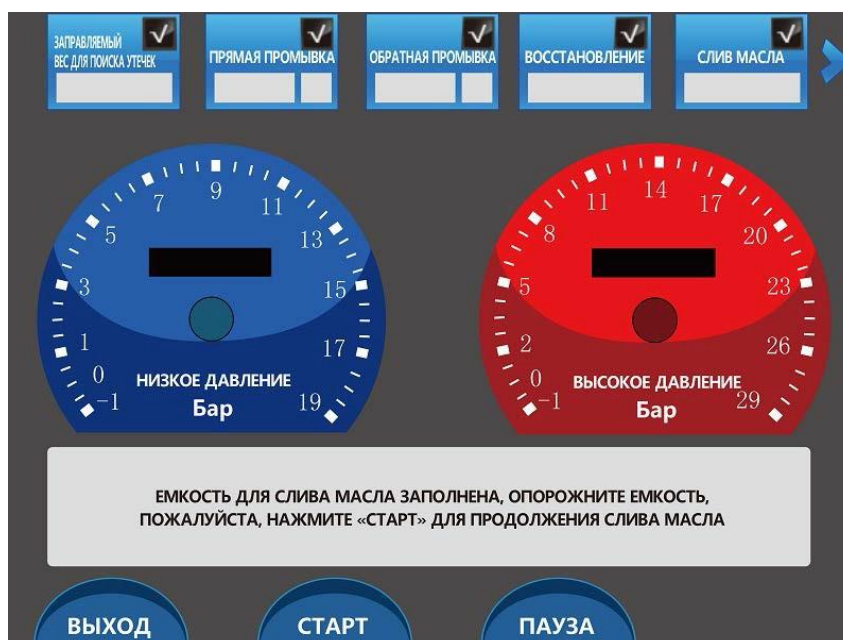 ЗАПРАВЛЯЕМЫЙ
ВЕС ДЛЯ ПОИСКА УТЕЧЕК
ПРЯМАЯ ПРОМЫВКА
ОБРАТНАЯ ПРОМЫВКА
ВОССТАНОВЛЕНИЕ
СЛИВ МАСЛА
-1
0
1
3
5
7
9
11
13
15
17
19
НИЗКОЕ ДАВЛЕНИЕ
Бар
-1
0
2
5
8
11
14
17
20
23
26
29
ВЫСОКОЕ ДАВЛЕНИЕ
Бар
ЕМКОСТЬ ДЛЯ СЛИВА МАСЛА ЗАПОЛНЕНА, ОПОРОЖНИТЕ ЕМКОСТЬ,
ПОЖАЛУЙСТА, НАЖМИТЕ «СТАРТ» ДЛЯ ПРОДОЛЖЕНИЯ СЛИВА МАСЛА
ВЫХОД
СТАРТ
ПАУЗА